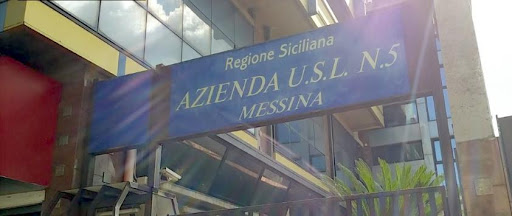 Regione Siciliana
AZIENDA U.S.L. N.5
MESSINA